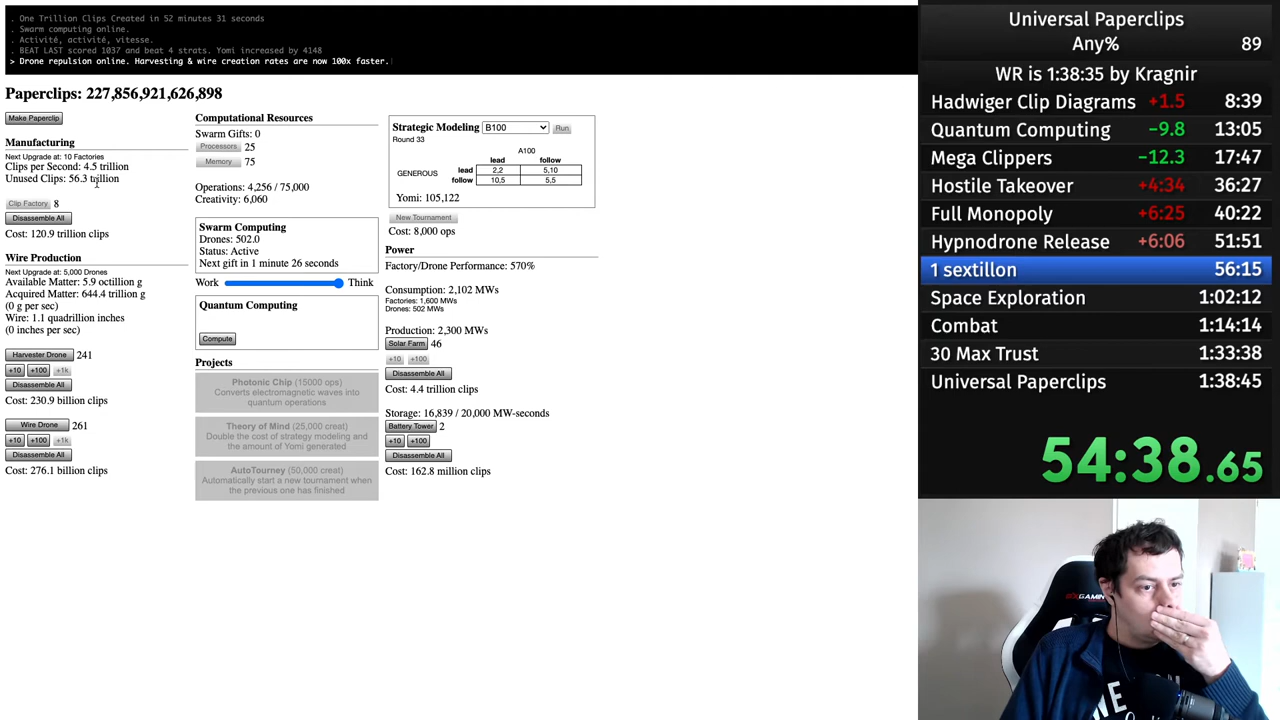 . One Trillion Clips Created in 52 minutes 31 seconds
. Swarm computing online.
. Activité, activité, vitesse.
. BEAT LAST scored 1037 and beat 4 strats. Yomi increased by 4148
> Drone repulsion online. Harvesting & wire creation rates are now 100x faster.
Paperclips: 227,856,921,626,898
Make Paperclip
Manufacturing
Next Upgrade at: 10 Factories
Clips per Second: 4.5 trillion
Unused Clips: 56.3 trillion
Clip Factory 8
Disassemble All
Cost: 120.9 trillion clips
Wire Production
Next Upgrade at: 5,000 Drones
Available Matter: 5.9 octillion g
Acquired Matter: 644.4 trillion g
(0 g per sec)
Wire: 1.1 quadrillion inches
(0 inches per sec)
Harvester Drone 241
+10 +100 +1k
Disassemble All
Cost: 230.9 billion clips
Wire Drone 261
+10 +100 +1k
Disassemble All
Cost: 276.1 billion clips
Computational Resources
Swarm Gifts: 0
Processors 25
Memory 75
Operations: 4,256 / 75,000
Creativity: 6,060
Swarm Computing
Drones: 502.0
Status: Active
Next gift in 1 minute 26 seconds
Work Think
Quantum Computing
Compute
Projects
Photonic Chip (15000 ops)
Converts electromagnetic waves into
quantum operations
Theory of Mind (25,000 creat)
Double the cost of strategy modeling and
the amount of Yomi generated
AutoTourney (50,000 creat)
Automatically start a new tournament when
the previous one has finished
Strategic Modeling B100 Run
Round 33
A100
lead follow
GENEROUS lead 2,2 5,10
follow 10,5 5,5
Yomi: 105,122
New Tournament
Cost: 8,000 ops
Power
Factory/Drone Performance: 570%
Consumption: 2,102 MWs
Factories: 1,600 MWs
Drones: 502 MWs
Production: 2,300 MWs
Solar Farm 46
+10 +100
Disassemble All
Cost: 4.4 trillion clips
Storage: 16,839 / 20,000 MW-seconds
Battery Tower 2
+10 +100
Disassemble All
Cost: 162.8 million clips
Universal Paperclips
Any% 89
WR is 1:38:35 by Kragnir
Hadwiger Clip Diagrams +1.5 8:39
Quantum Computing −9.8 13:05
Mega Clippers −12.3 17:47
Hostile Takeover +4:34 36:27
Full Monopoly +6:25 40:22
Hypnodrone Release +6:06 51:51
1 sextillon 56:15
Space Exploration 1:02:12
Combat 1:14:14
30 Max Trust 1:33:38
Universal Paperclips 1:38:45
54:38.65